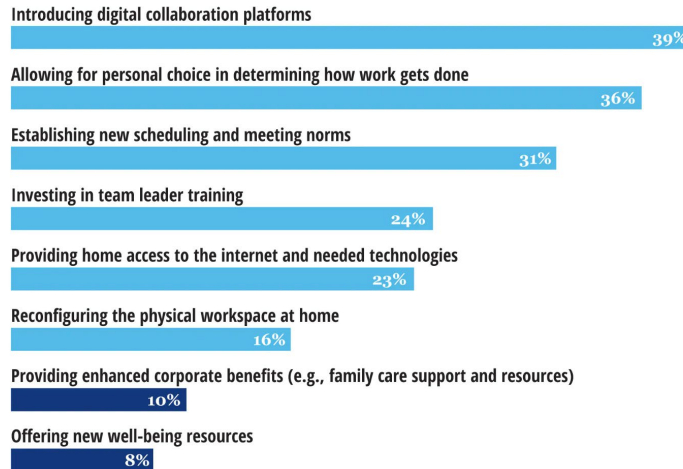 Introducing digital collaboration platforms
39%
Allowing for personal choice in determining how work gets done
36%
Establishing new scheduling and meeting norms
31%
Investing in team leader training
24%
Providing home access to the internet and needed technologies
23%
Reconfiguring the physical workspace at home
16%
Providing enhanced corporate benefits (e.g., family care support and resources)
10%
Offering new well-being resources
8%